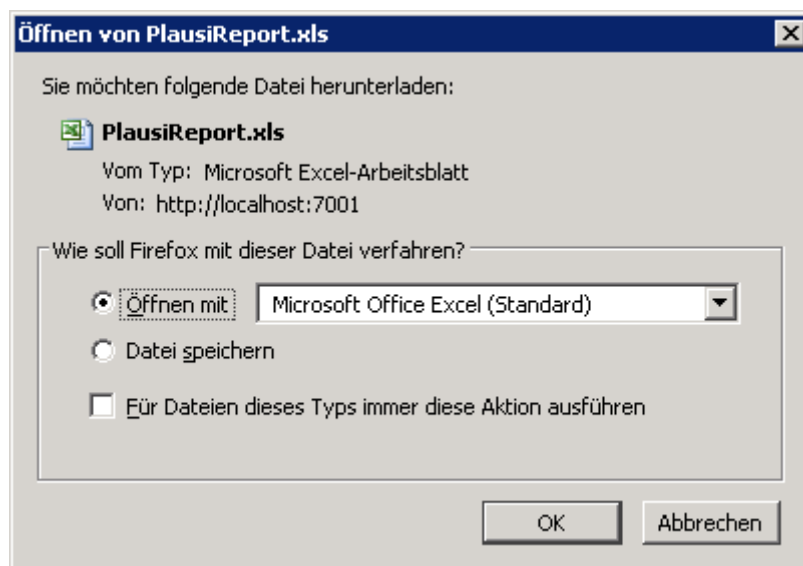 Öffnen von PlausiReport.xls
Sie möchten folgende Datei herunterladen:
PlausiReport.xls
Vom Typ: Microsoft Excel-Arbeitsblatt
Von: http://localhost:7001
Wie soll Firefox mit dieser Datei verfahren?
Öffnen mit Microsoft Office Excel (Standard)
Datei speichern
Für Dateien dieses Typs immer diese Aktion ausführen
OK Abbrechen